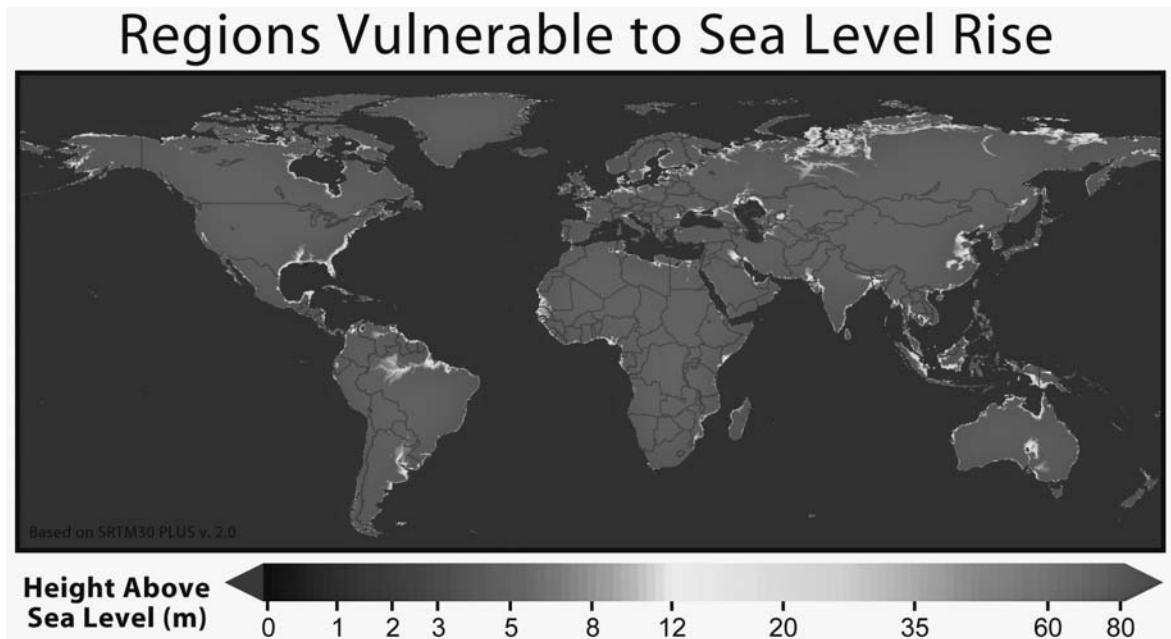 Regions Vulnerable to Sea Level Rise
Based on SRTM30 PLUS v. 2.0
Height Above
Sea Level (m)
0 1 2 3 5 8 12 20 35 60 80